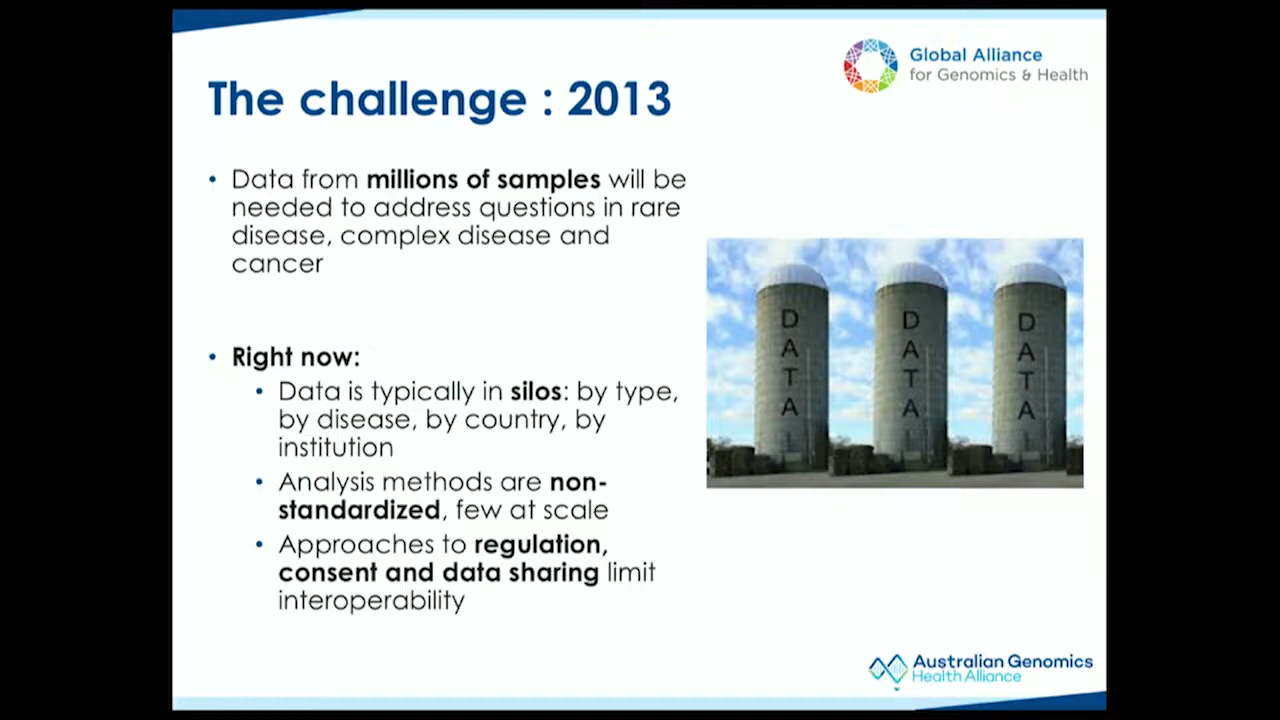 Global Alliance
for Genomics & Health
The challenge : 2013
• Data from millions of samples will be
needed to address questions in rare
disease, complex disease and
cancer
• Right now:
• Data is typically in silos: by type,
by disease, by country, by
institution
• Analysis methods are non-
standardized, few at scale
• Approaches to regulation,
consent and data sharing limit
interoperability
DATA
DATA
DATA
Australian Genomics
Health Alliance